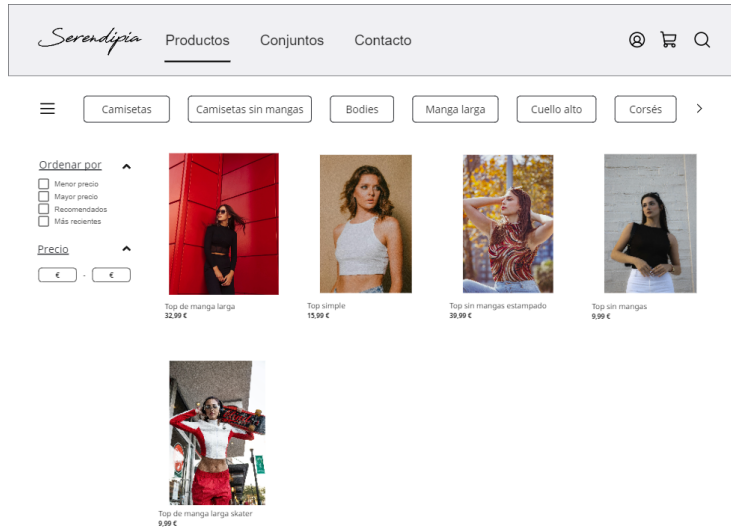 Serendipia
Productos
Conjuntos
Contacto
Camisetas
Camisetas sin mangas
Bodies
Manga larga
Cuello alto
Corsés
Ordenar por
Menor precio
Mayor precio
Recomendados
Más recientes
Precio
€ - €
Top de manga larga
32,99 €
Top simple
15,99 €
Top sin mangas estampado
39,99 €
Top sin mangas
9,99 €
Top de manga larga skater
9,99 €